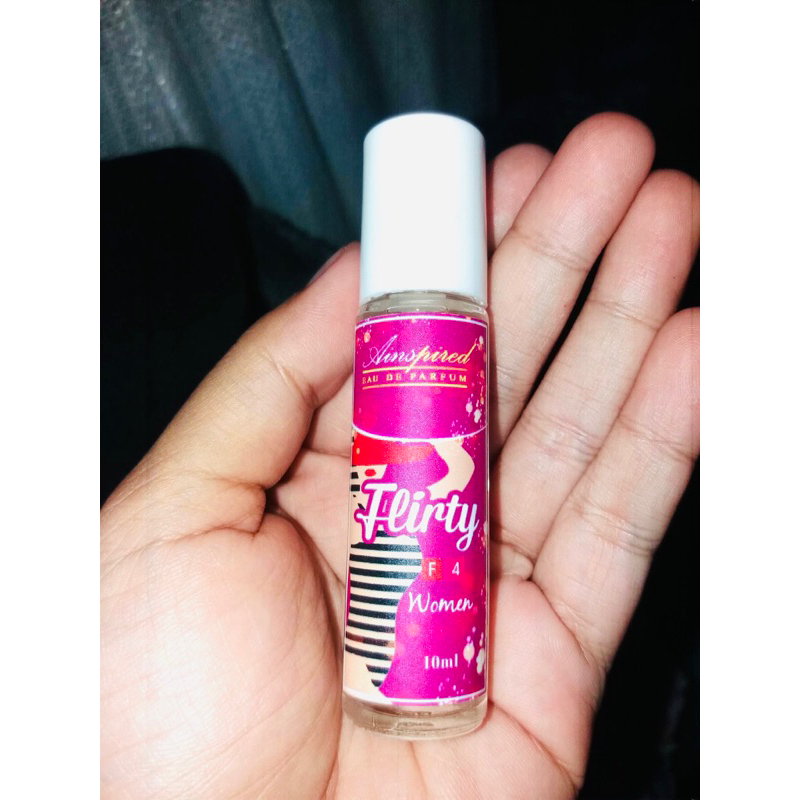 Ainspired
EAU DE PARFUM
Flirty
F 4
Women
10ml